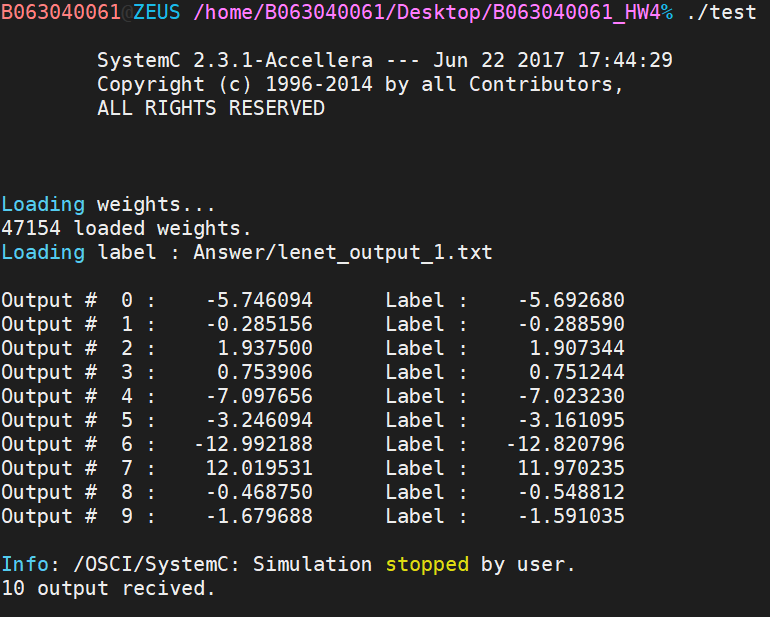 B063040061@ZEUS /home/B063040061/Desktop/B063040061_HW4% ./test
SystemC 2.3.1-Accellera --- Jun 22 2017 17:44:29
Copyright (c) 1996-2014 by all Contributors,
ALL RIGHTS RESERVED
Loading weights...
47154 loaded weights.
Loading label : Answer/lenet_output_1.txt
Output # 0 : -5.746094 Label : -5.692680
Output # 1 : -0.285156 Label : -0.288590
Output # 2 : 1.937500 Label : 1.907344
Output # 3 : 0.753906 Label : 0.751244
Output # 4 : -7.097656 Label : -7.023230
Output # 5 : -3.246094 Label : -3.161095
Output # 6 : -12.992188 Label : -12.820796
Output # 7 : 12.019531 Label : 11.970235
Output # 8 : -0.468750 Label : -0.548812
Output # 9 : -1.679688 Label : -1.591035
Info: /OSCI/SystemC: Simulation stopped by user.
10 output recived.